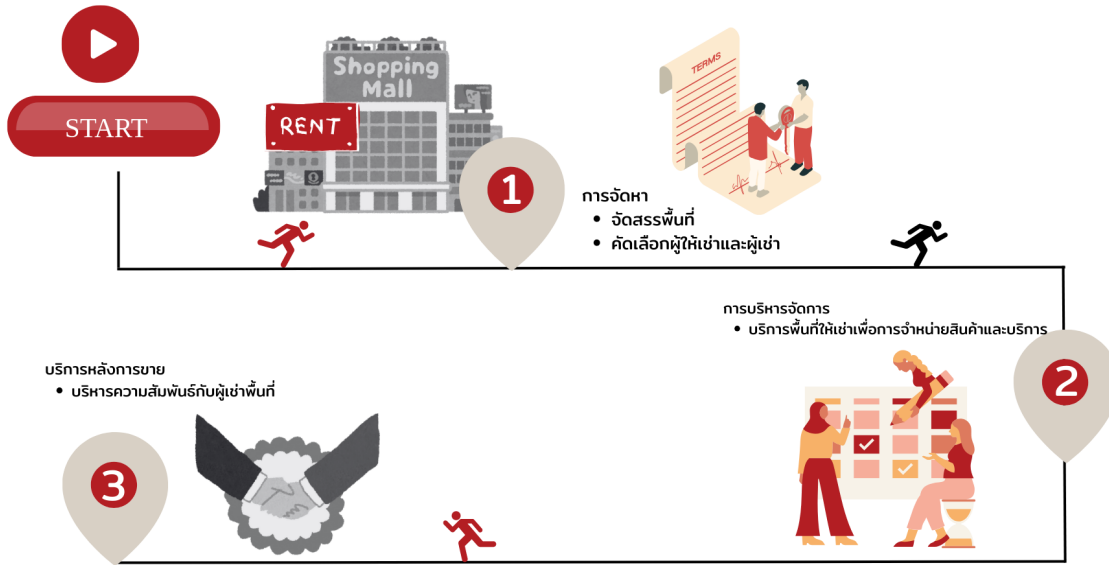 START
Shopping
Mall
RENT
TERMS
1
การจัดหา
• จัดสรรพื้นที่
• คัดเลือกผู้ให้เช่าและผู้เช่า
การบริหารจัดการ
• บริการพื้นที่ให้เช่าเพื่อการจำหน่ายสินค้าและบริการ
2
บริการหลังการขาย
• บริหารความสัมพันธ์กับผู้เช่าพื้นที่
3